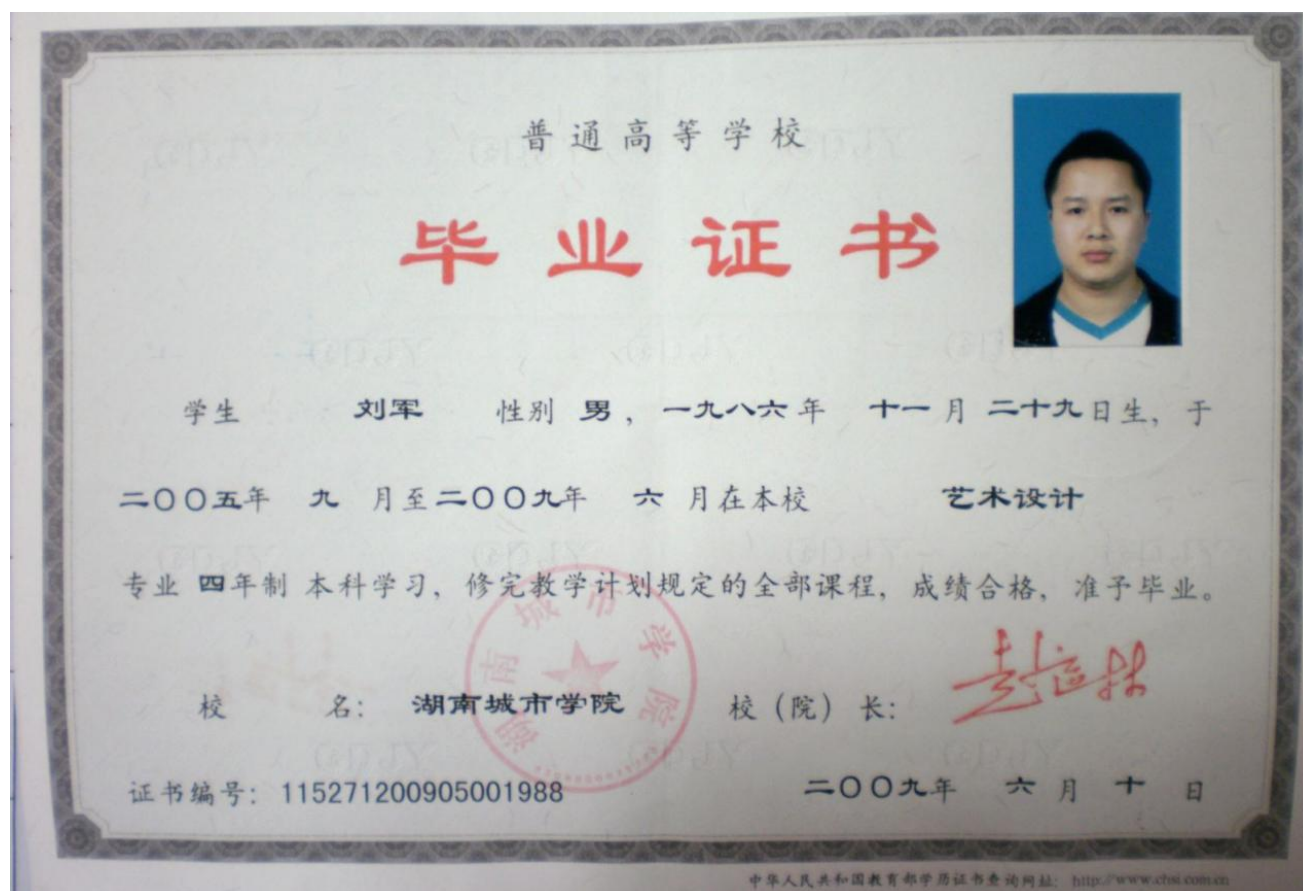 普通高等学校
毕业证书
学生 刘军 性别 男，一九八六年 十一月 二十九日生，于
二〇〇五年 九 月至二〇〇九年 六 月在本校 艺术设计
专业 四年制 本科学习，修完教学计划规定的全部课程，成绩合格，准予毕业。
湖南城市学院
校 名： 湖南城市学院 校（院）长：
证书编号：115271200905001988 二〇〇九年 六 月 十 日
中华人民共和国教育部学历证书查询网址：http://www.chsi.com.cn